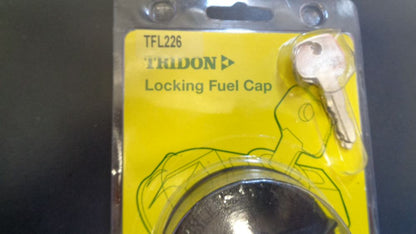 TFL226
TRIDON
Locking Fuel Cap